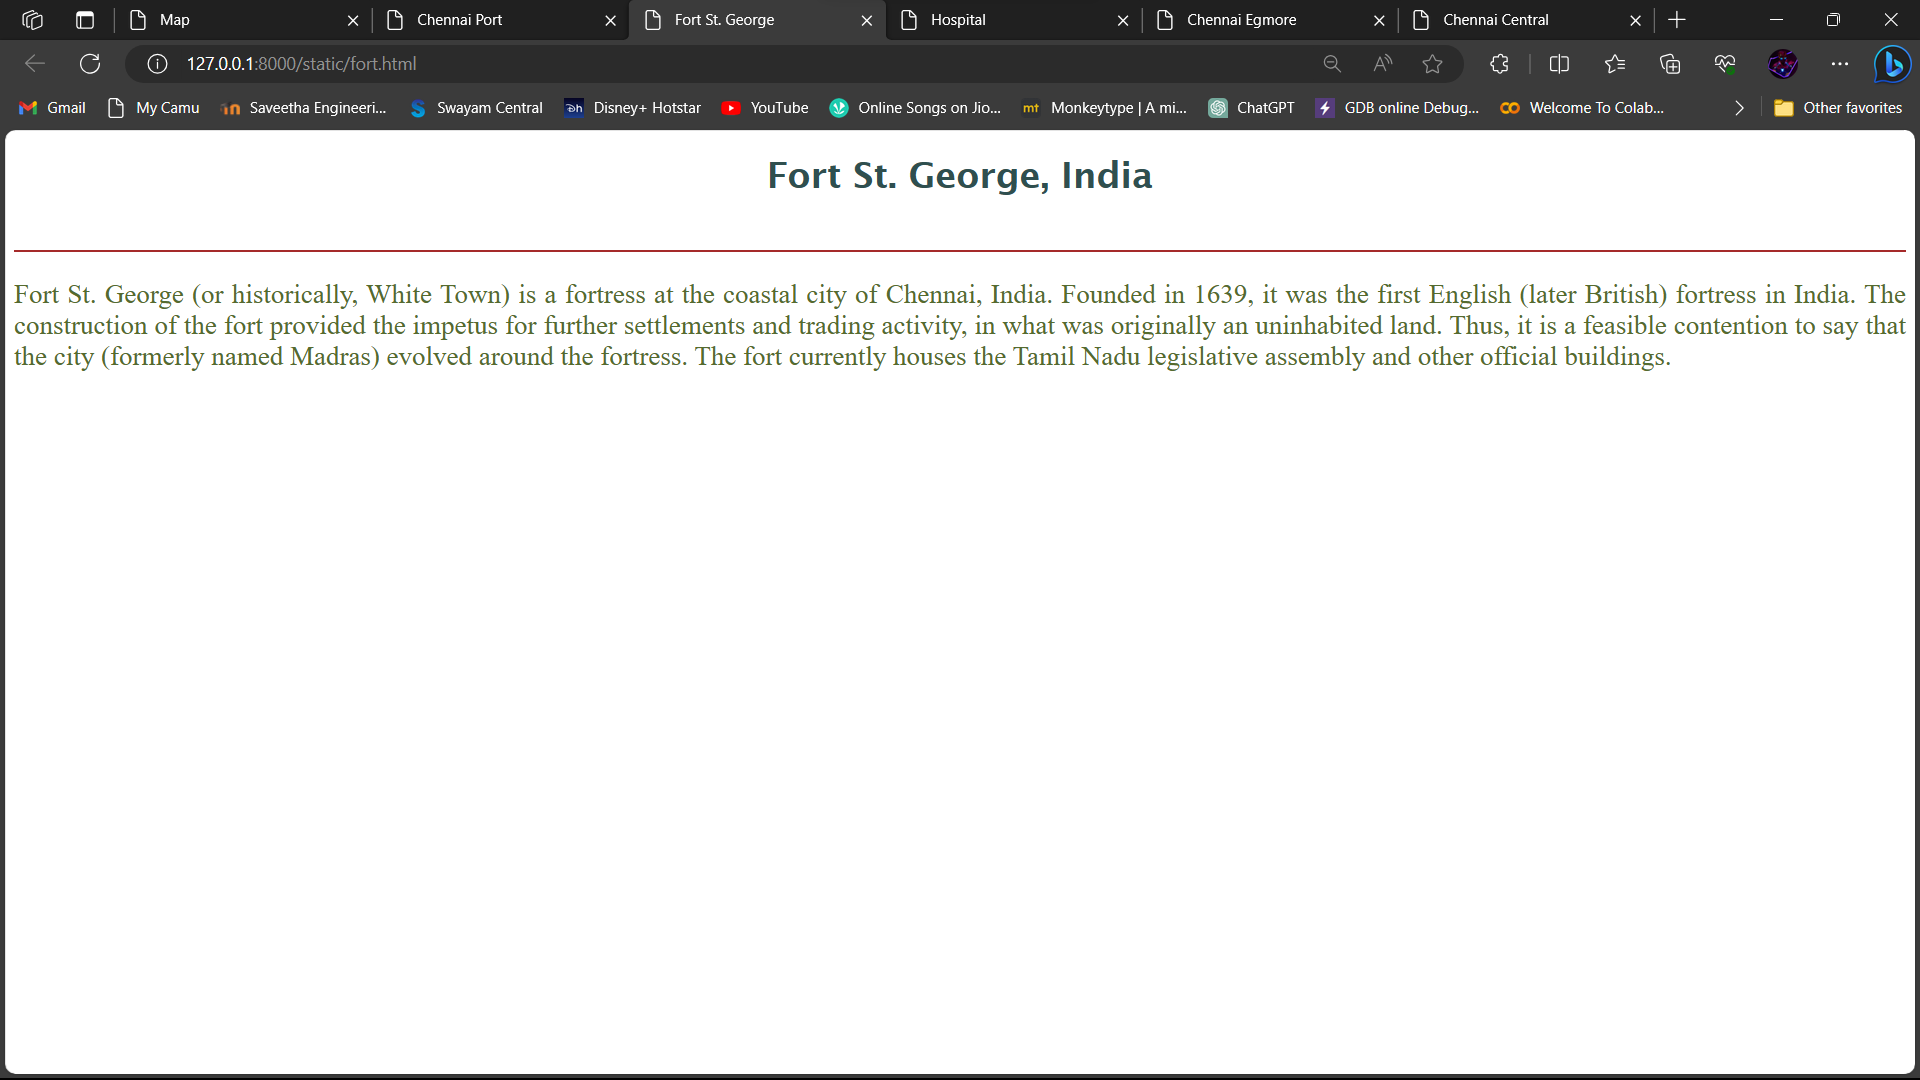 Map
Chennai Port
Fort St. George
Hospital
Chennai Egmore
Chennai Central
127.0.0.1:8000/static/fort.html
Gmail
My Camu
Saveetha Engineeri...
Swayam Central
Disney+ Hotstar
YouTube
Online Songs on Jio...
mt
Monkeytype | A mi...
ChatGPT
GDB online Debug...
Welcome To Colab...
Other favorites
Fort St. George, India
Fort St. George (or historically, White Town) is a fortress at the coastal city of Chennai, India. Founded in 1639, it was the first English (later British) fortress in India. The
construction of the fort provided the impetus for further settlements and trading activity, in what was originally an uninhabited land. Thus, it is a feasible contention to say that
the city (formerly named Madras) evolved around the fortress. The fort currently houses the Tamil Nadu legislative assembly and other official buildings.